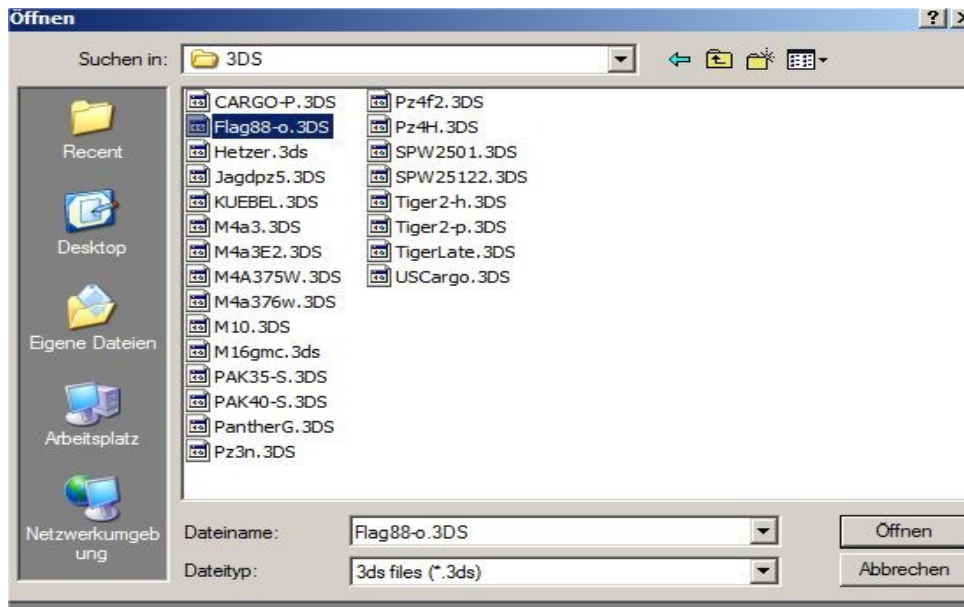 Öffnen
Suchen in:
3DS
Recent
Desktop
Eigene Dateien
Arbeitsplatz
Netzwerkumgeb
ung
CARGO-P.3DS
Flag88-o.3DS
Hetzer.3ds
Jagdpz5.3DS
KUEBEL.3DS
M4a3.3DS
M4a3E2.3DS
M4A375W.3DS
M4a376w.3DS
M10.3DS
M16gmc.3ds
PAK35-S.3DS
PAK40-S.3DS
PantherG.3DS
Pz3n.3DS
Pz4f2.3DS
Pz4H.3DS
SPW2501.3DS
SPW25122.3DS
Tiger2-h.3DS
Tiger2-p.3DS
TigerLate.3DS
USCargo.3DS
Dateiname:
Flag88-o.3DS
Öffnen
Dateityp:
3ds files (*.3ds)
Abbrechen